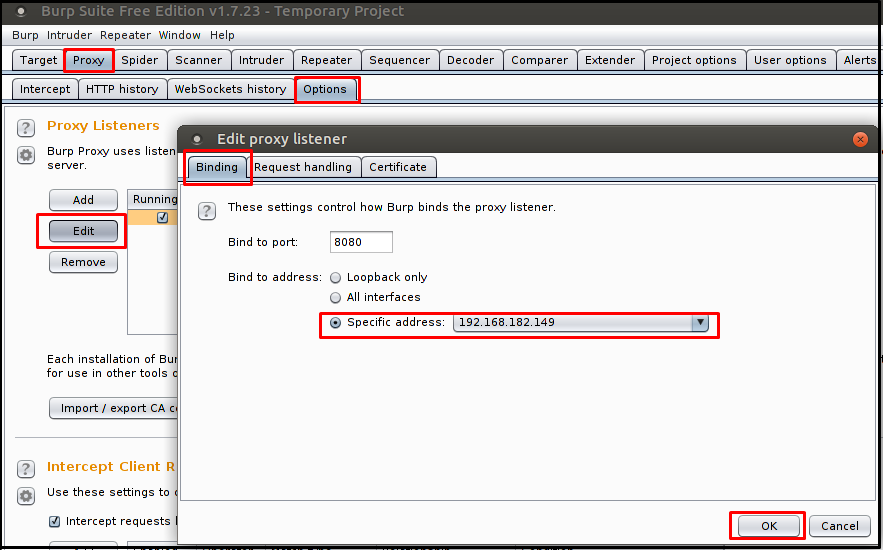 Burp Suite Free Edition v1.7.23 - Temporary Project
Burp Intruder Repeater Window Help
Target Proxy Spider Scanner Intruder Repeater Sequencer Decoder Comparer Extender Project options User options Alerts
Intercept HTTP history WebSockets history Options
Proxy Listeners
Burp Proxy uses listen
server.
Add
Edit
Remove
Running
Each installation of Bur
for use in other tools o
Import / export CA ce
Intercept Client R
Use these settings to
Intercept requests
Edit proxy listener
Binding Request handling Certificate
? These settings control how Burp binds the proxy listener.
Bind to port: 8080
Bind to address: Loopback only
All interfaces
Specific address: 192.168.182.149
OK Cancel